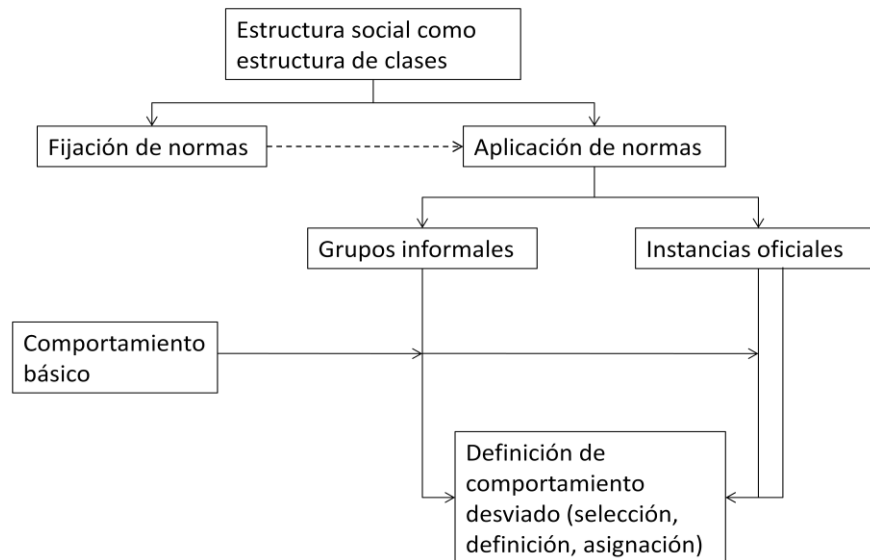 Estructura social como
estructura de clases
Fijación de normas
Aplicación de normas
Grupos informales
Instancias oficiales
Comportamiento
básico
Definición de
comportamiento
desviado (selección,
definición, asignación)